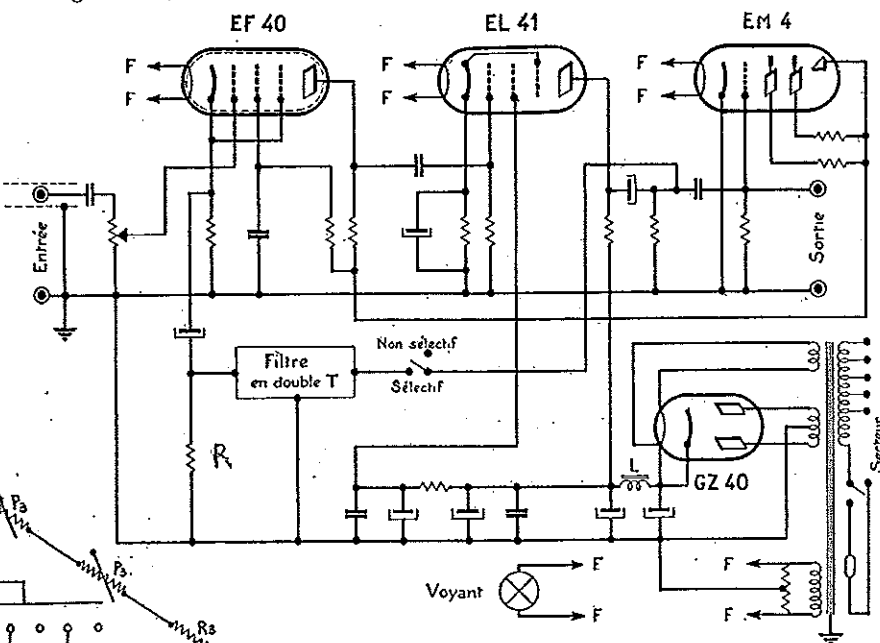 EF 40
EL 41
EM 4
F
F
F
F
F
F
Entrée
Sortie
Non sélectif
Sélectif
Filtre
en double T
R
L
GZ 40
Secteur
P3
P3
R3
Voyant
F
F
F
F